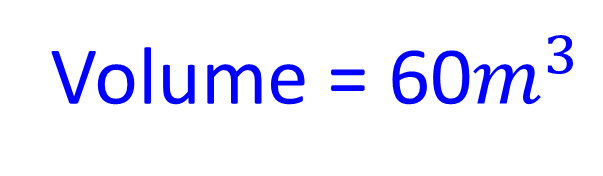 Volume = 60m³